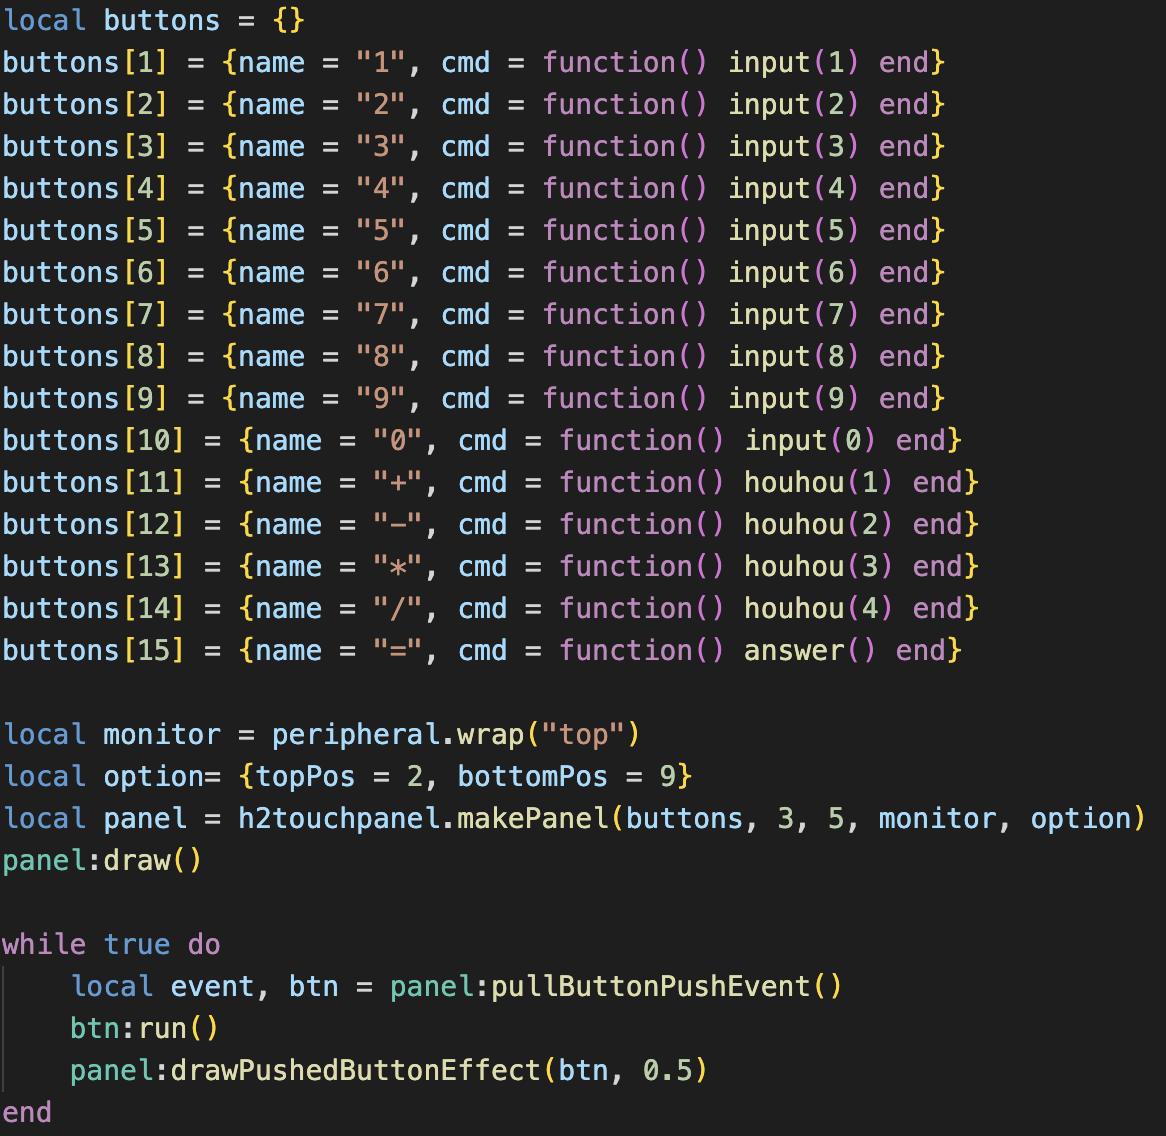 local buttons = {}
buttons[1] = {name = "1", cmd = function() input(1) end}
buttons[2] = {name = "2", cmd = function() input(2) end}
buttons[3] = {name = "3", cmd = function() input(3) end}
buttons[4] = {name = "4", cmd = function() input(4) end}
buttons[5] = {name = "5", cmd = function() input(5) end}
buttons[6] = {name = "6", cmd = function() input(6) end}
buttons[7] = {name = "7", cmd = function() input(7) end}
buttons[8] = {name = "8", cmd = function() input(8) end}
buttons[9] = {name = "9", cmd = function() input(9) end}
buttons[10] = {name = "0", cmd = function() input(0) end}
buttons[11] = {name = "+", cmd = function() houhou(1) end}
buttons[12] = {name = "-", cmd = function() houhou(2) end}
buttons[13] = {name = "*", cmd = function() houhou(3) end}
buttons[14] = {name = "/", cmd = function() houhou(4) end}
buttons[15] = {name = "=", cmd = function() answer() end}

local monitor = peripheral.wrap("top")
local option= {topPos = 2, bottomPos = 9}
local panel = h2touchpanel.makePanel(buttons, 3, 5, monitor, option)
panel:draw()

while true do
    local event, btn = panel:pullButtonPushEvent()
    btn:run()
    panel:drawPushedButtonEffect(btn, 0.5)
end